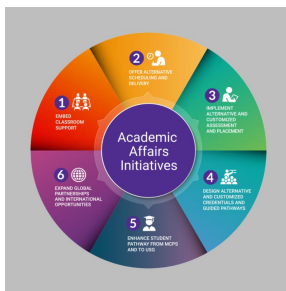 Academic
Affairs
Initiatives
1
EMBED
CLASSROOM
SUPPORT
2
OFFER ALTERNATIVE
SCHEDULING AND
DELIVERY
3
IMPLEMENT
ALTERNATIVE AND
CUSTOMIZED
ASSESSMENT
AND PLACEMENT
4
DESIGN ALTERNATIVE
AND CUSTOMIZED
CREDENTIALS AND
GUIDED PATHWAYS
5
ENHANCE STUDENT
PATHWAY FROM MCPS
AND TO USG
6
EXPAND GLOBAL
PARTNERSHIPS
AND INTERNATIONAL
OPPORTUNITIES